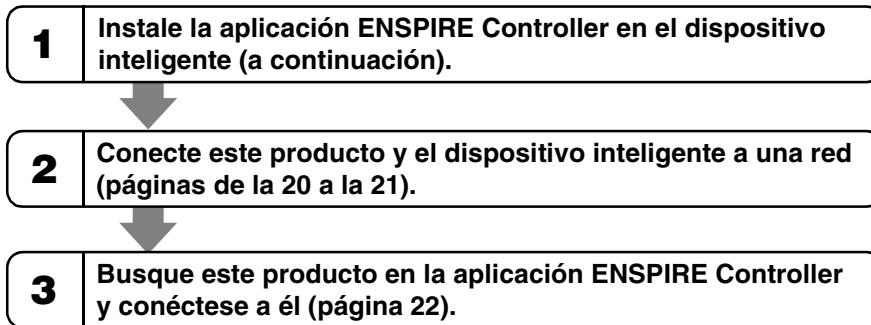 1
Instale la aplicación ENSPIRE Controller en el dispositivo
inteligente (a continuación).
2
Conecte este producto y el dispositivo inteligente a una red
(páginas de la 20 a la 21).
3
Busque este producto en la aplicación ENSPIRE Controller
y conéctese a él (página 22).